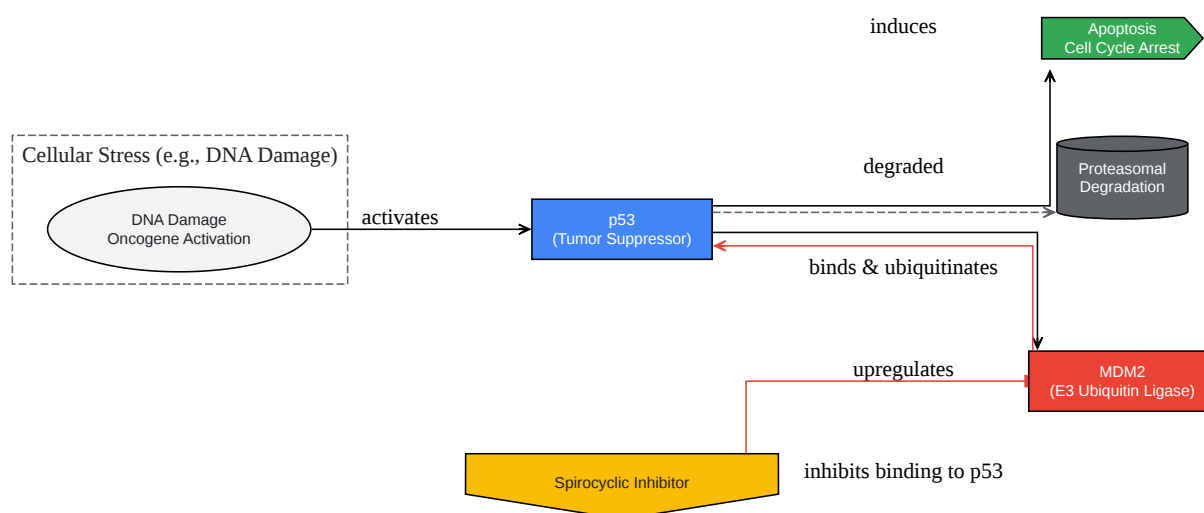 induces
Apoptosis
Cell Cycle Arrest
Cellular Stress (e.g., DNA Damage)
degraded
Proteasomal
Degradation
DNA Damage
Oncogene Activation
activates
p53
(Tumor Suppressor)
binds & ubiquitinates
upregulates
MDM2
(E3 Ubiquitin Ligase)
Spirocyclic Inhibitor
inhibits binding to p53